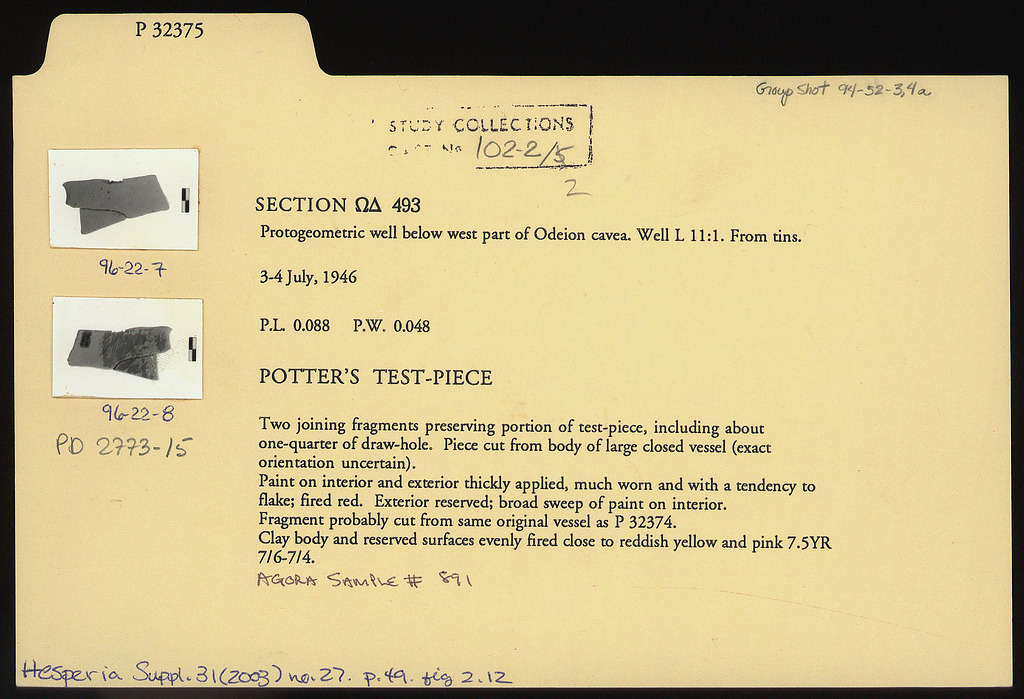 P 32375
Group Shot 94-52-3,4a
STUDY COLLECTIONS
No 102-2/5
2
96-22-7
96-22-8
PD 2773-15
SECTION ΩΔ 493
Protogeometric well below west part of Odeion cavea. Well L 11:1. From tins.
3-4 July, 1946
P.L. 0.088 P.W. 0.048
POTTER'S TEST-PIECE
Two joining fragments preserving portion of test-piece, including about
one-quarter of draw-hole. Piece cut from body of large closed vessel (exact
orientation uncertain).
Paint on interior and exterior thickly applied, much worn and with a tendency to
flake; fired red. Exterior reserved; broad sweep of paint on interior.
Fragment probably cut from same original vessel as P 32374.
Clay body and reserved surfaces evenly fired close to reddish yellow and pink 7.5YR
7/6-7/4.
AGORA SAMPLE # 891
Hesperia Suppl. 31(2003) no. 27. p. 49. fig 2.12